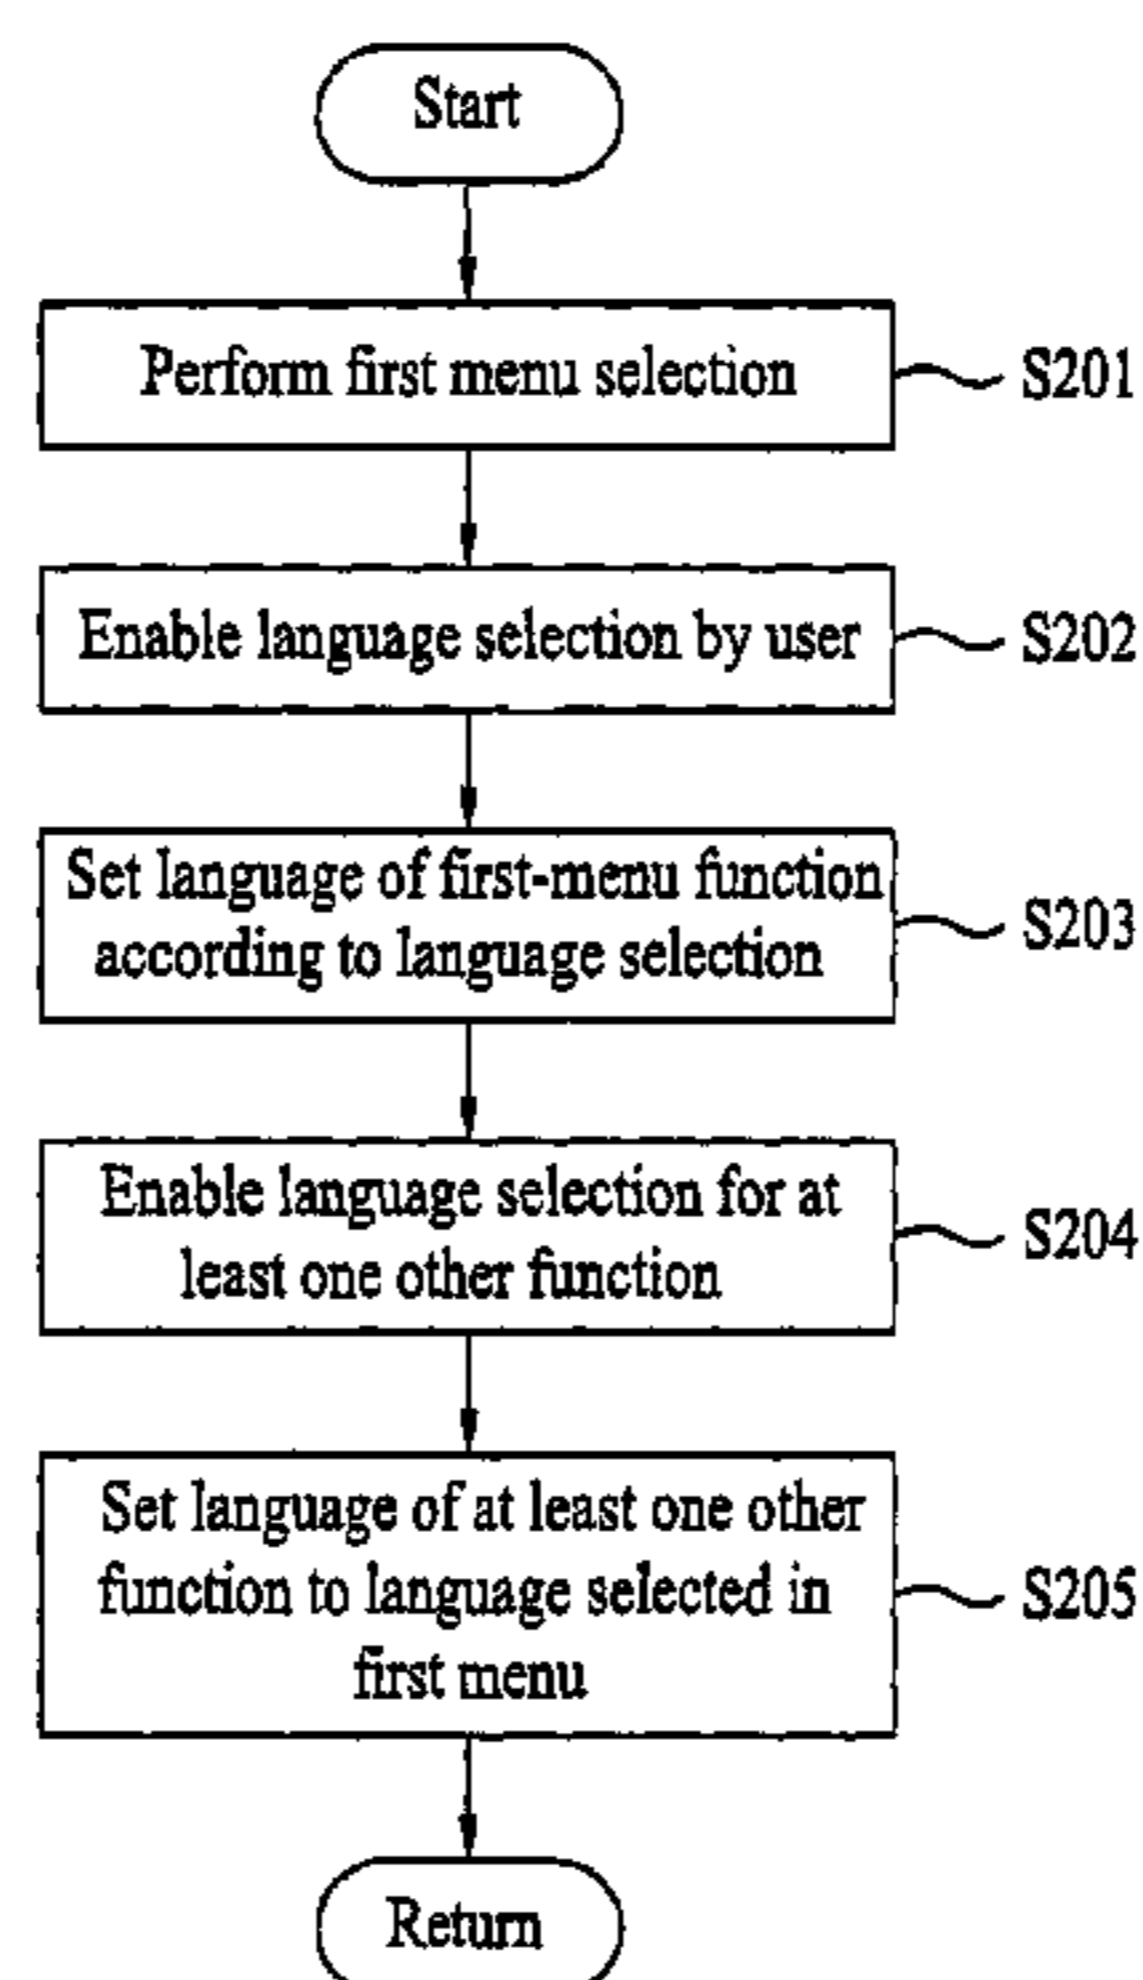 Start
Perform first menu selection
S201
Enable language selection by user
S202
Set language of first-menu function
according to language selection
S203
Enable language selection for at
least one other function
S204
Set language of at least one other
function to language selected in
first menu
S205
Return